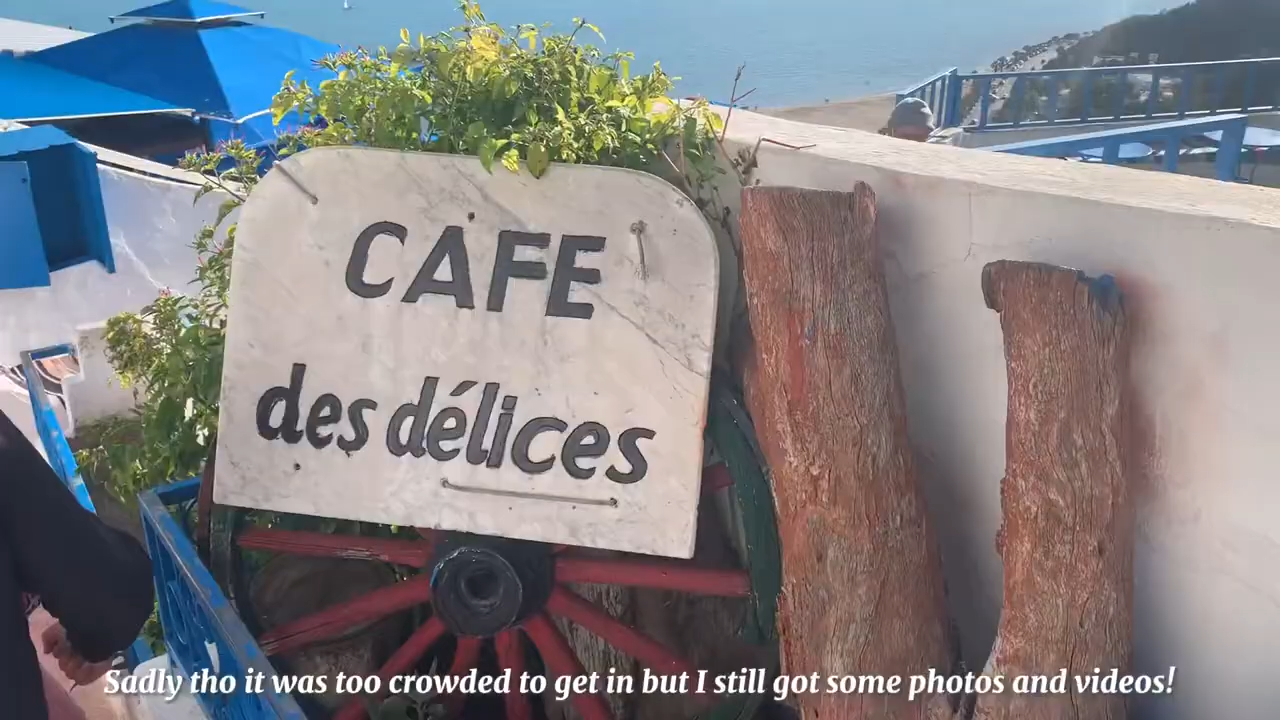 CAFE
des délices
Sadly tho it was too crowded to get in but I still got some photos and videos!